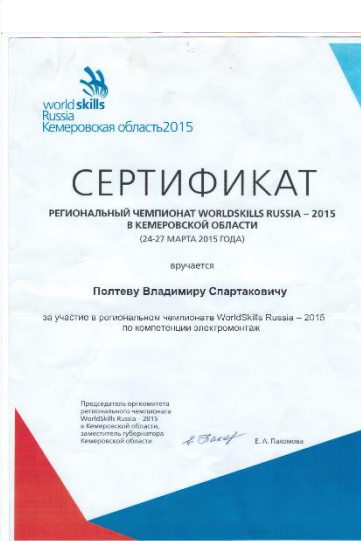 worldskills
Russia
Кемеровская область2015
СЕРТИФИКАТ
РЕГИОНАЛЬНЫЙ ЧЕМПИОНАТ WORLDSKILLS RUSSIA – 2015
В КЕМЕРОВСКОЙ ОБЛАСТИ
(24-27 МАРТА 2015 ГОДА)
вручается
Полтеву Владимиру Спартаковичу
за участие в региональном чемпионате WorldSkills Russia – 2015
по компетенции электромонтаж
Председатель оргкомитета
регионального чемпионата
WorldSkills Russia - 2015
в Кемеровской области,
заместитель губернатора
Кемеровской области
Е. А. Пахомова